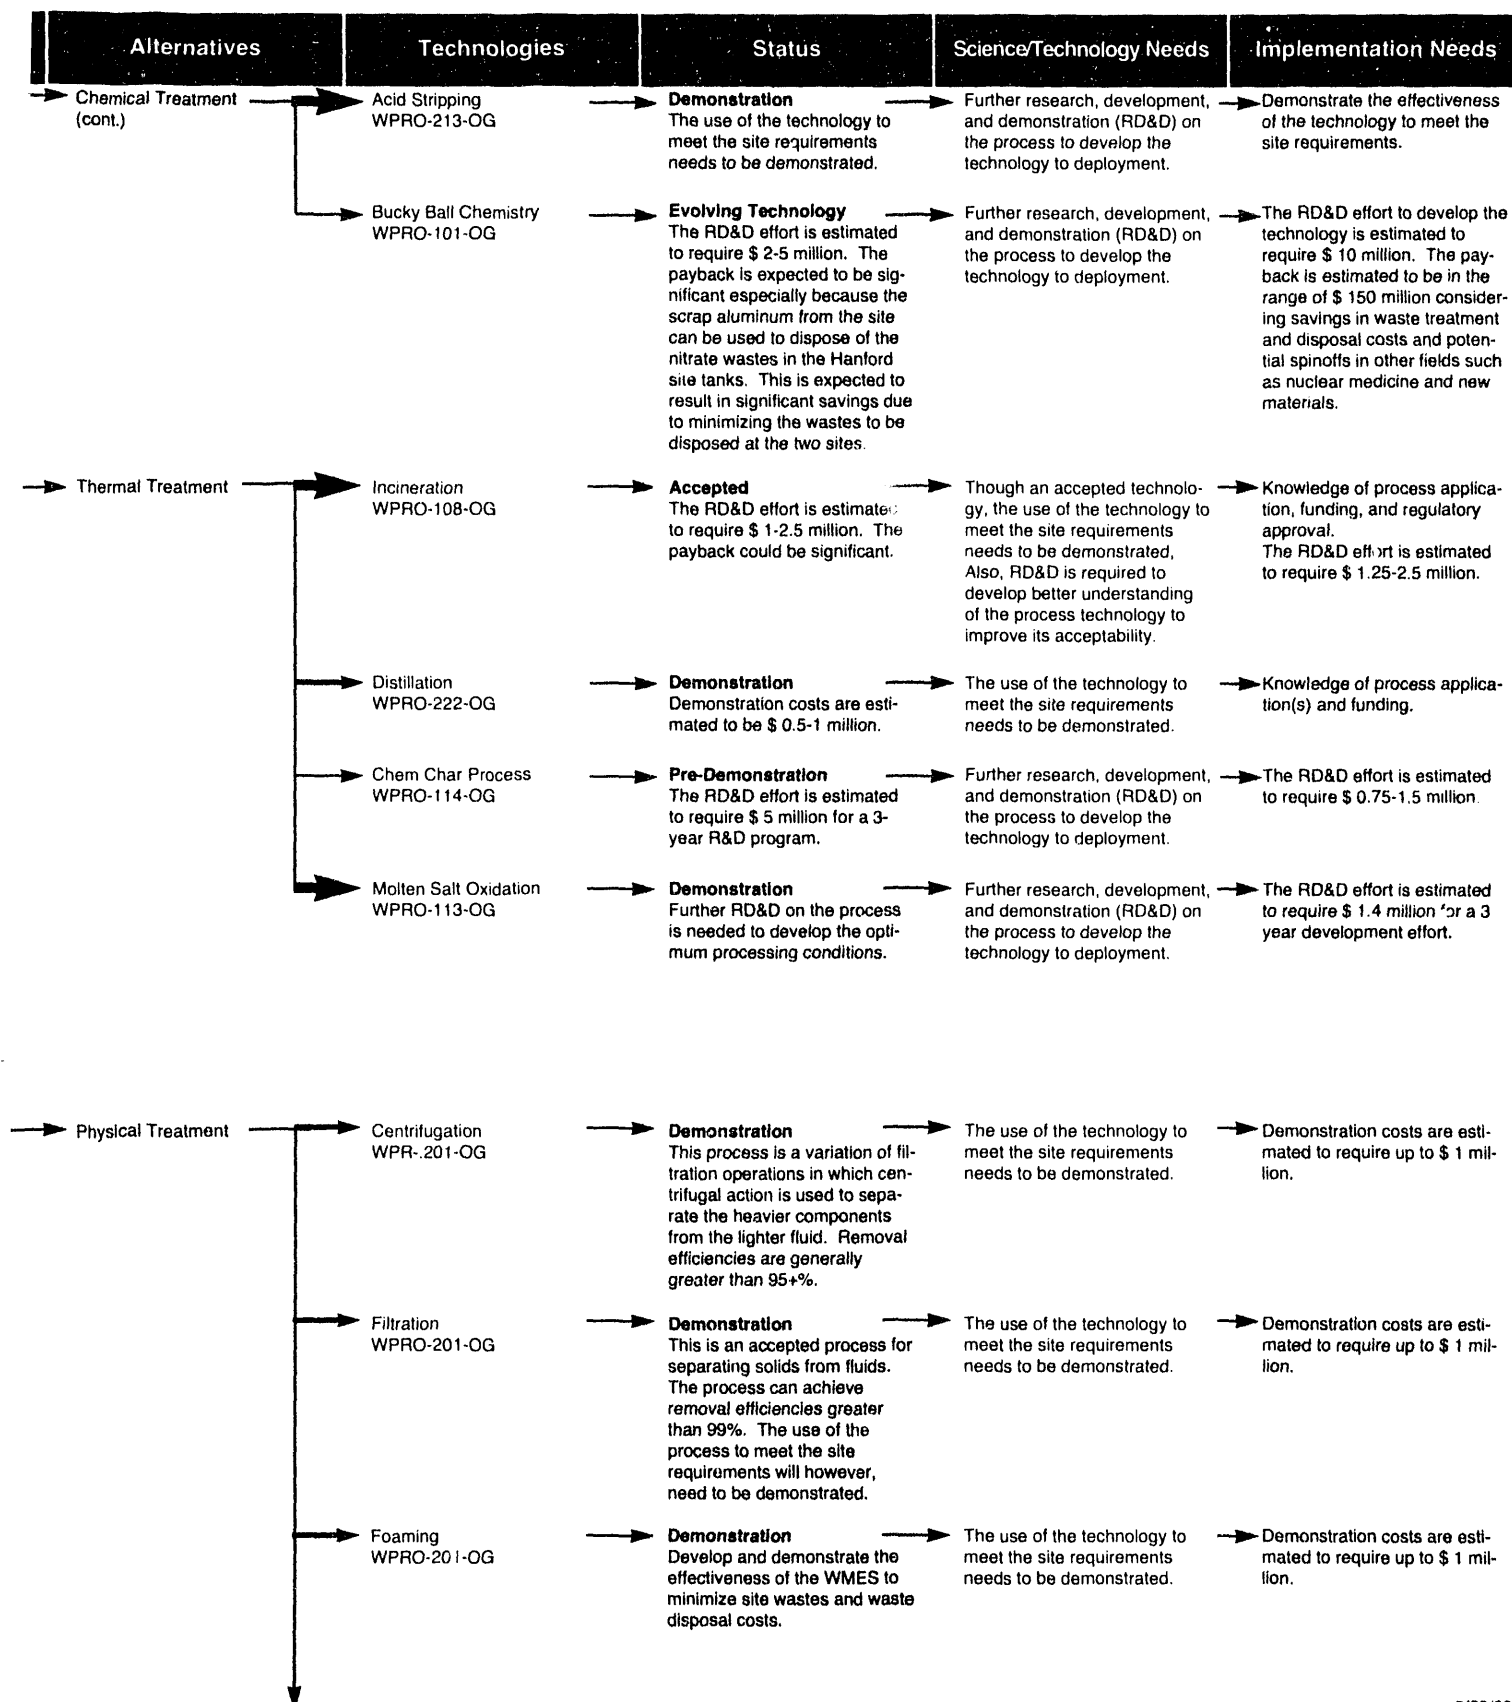 Alternatives
Technologies
Status
Science/Technology Needs
Implementation Needs
Chemical Treatment
(cont.)
Acid Stripping
WPRO-213-OG
Demonstration
The use of the technology to
meet the site requirements
needs to be demonstrated.
Further research, development,
and demonstration (RD&D) on
the process to develop the
technology to deployment.
Demonstrate the effectiveness
of the technology to meet the
site requirements.
Bucky Ball Chemistry
WPRO-101-OG
Evolving Technology
The RD&D effort is estimated
to require $ 2-5 million. The
payback is expected to be sig-
nificant especially because the
scrap aluminum from the site
can be used to dispose of the
nitrate wastes in the Hanford
site tanks. This is expected to
result in significant savings due
to minimizing the wastes to be
disposed at the two sites.
Further research, development,
and demonstration (RD&D) on
the process to develop the
technology to deployment.
The RD&D effort to develop the
technology is estimated to
require $ 10 million. The pay-
back is estimated to be in the
range of $ 150 million consider-
ing savings in waste treatment
and disposal costs and poten-
tial spinoffs in other fields such
as nuclear medicine and new
materials.
Thermal Treatment
Incineration
WPRO-108-OG
Accepted
The RD&D effort is estimated
to require $ 1-2.5 million. The
payback could be significant.
Though an accepted technolo-
gy, the use of the technology to
meet the site requirements
needs to be demonstrated,
Also, RD&D is required to
develop better understanding
of the process technology to
improve its acceptability.
Knowledge of process applica-
tion, funding, and regulatory
approval.
The RD&D effort is estimated
to require $ 1.25-2.5 million.
Distillation
WPRO-222-OG
Demonstration
Demonstration costs are esti-
mated to be $ 0.5-1 million.
The use of the technology to
meet the site requirements
needs to be demonstrated.
Knowledge of process applica-
tion(s) and funding.
Chem Char Process
WPRO-114-OG
Pre-Demonstration
The RD&D effort is estimated
to require $ 5 million for a 3-
year R&D program.
Further research, development,
and demonstration (RD&D) on
the process to develop the
technology to deployment.
The RD&D effort is estimated
to require $ 0.75-1.5 million.
Molten Salt Oxidation
WPRO-113-OG
Demonstration
Further RD&D on the process
is needed to develop the opti-
mum processing conditions.
Further research, development,
and demonstration (RD&D) on
the process to develop the
technology to deployment.
The RD&D effort is estimated
to require $ 1.4 million for a 3
year development effort.
Physical Treatment
Centrifugation
WPR-.201-OG
Demonstration
This process is a variation of fil-
tration operations in which cen-
trifugal action is used to sepa-
rate the heavier components
from the lighter fluid. Removal
efficiencies are generally
greater than 95+%.
The use of the technology to
meet the site requirements
needs to be demonstrated.
Demonstration costs are esti-
mated to require up to $ 1 mil-
lion.
Filtration
WPRO-201-OG
Demonstration
This is an accepted process for
separating solids from fluids.
The process can achieve
removal efficiencies greater
than 99%. The use of the
process to meet the site
requirements will however,
need to be demonstrated.
The use of the technology to
meet the site requirements
needs to be demonstrated.
Demonstration costs are esti-
mated to require up to $ 1 mil-
lion.
Foaming
WPRO-201-OG
Demonstration
Develop and demonstrate the
effectiveness of the WMES to
minimize site wastes and waste
disposal costs.
The use of the technology to
meet the site requirements
needs to be demonstrated.
Demonstration costs are esti-
mated to require up to $ 1 mil-
lion.